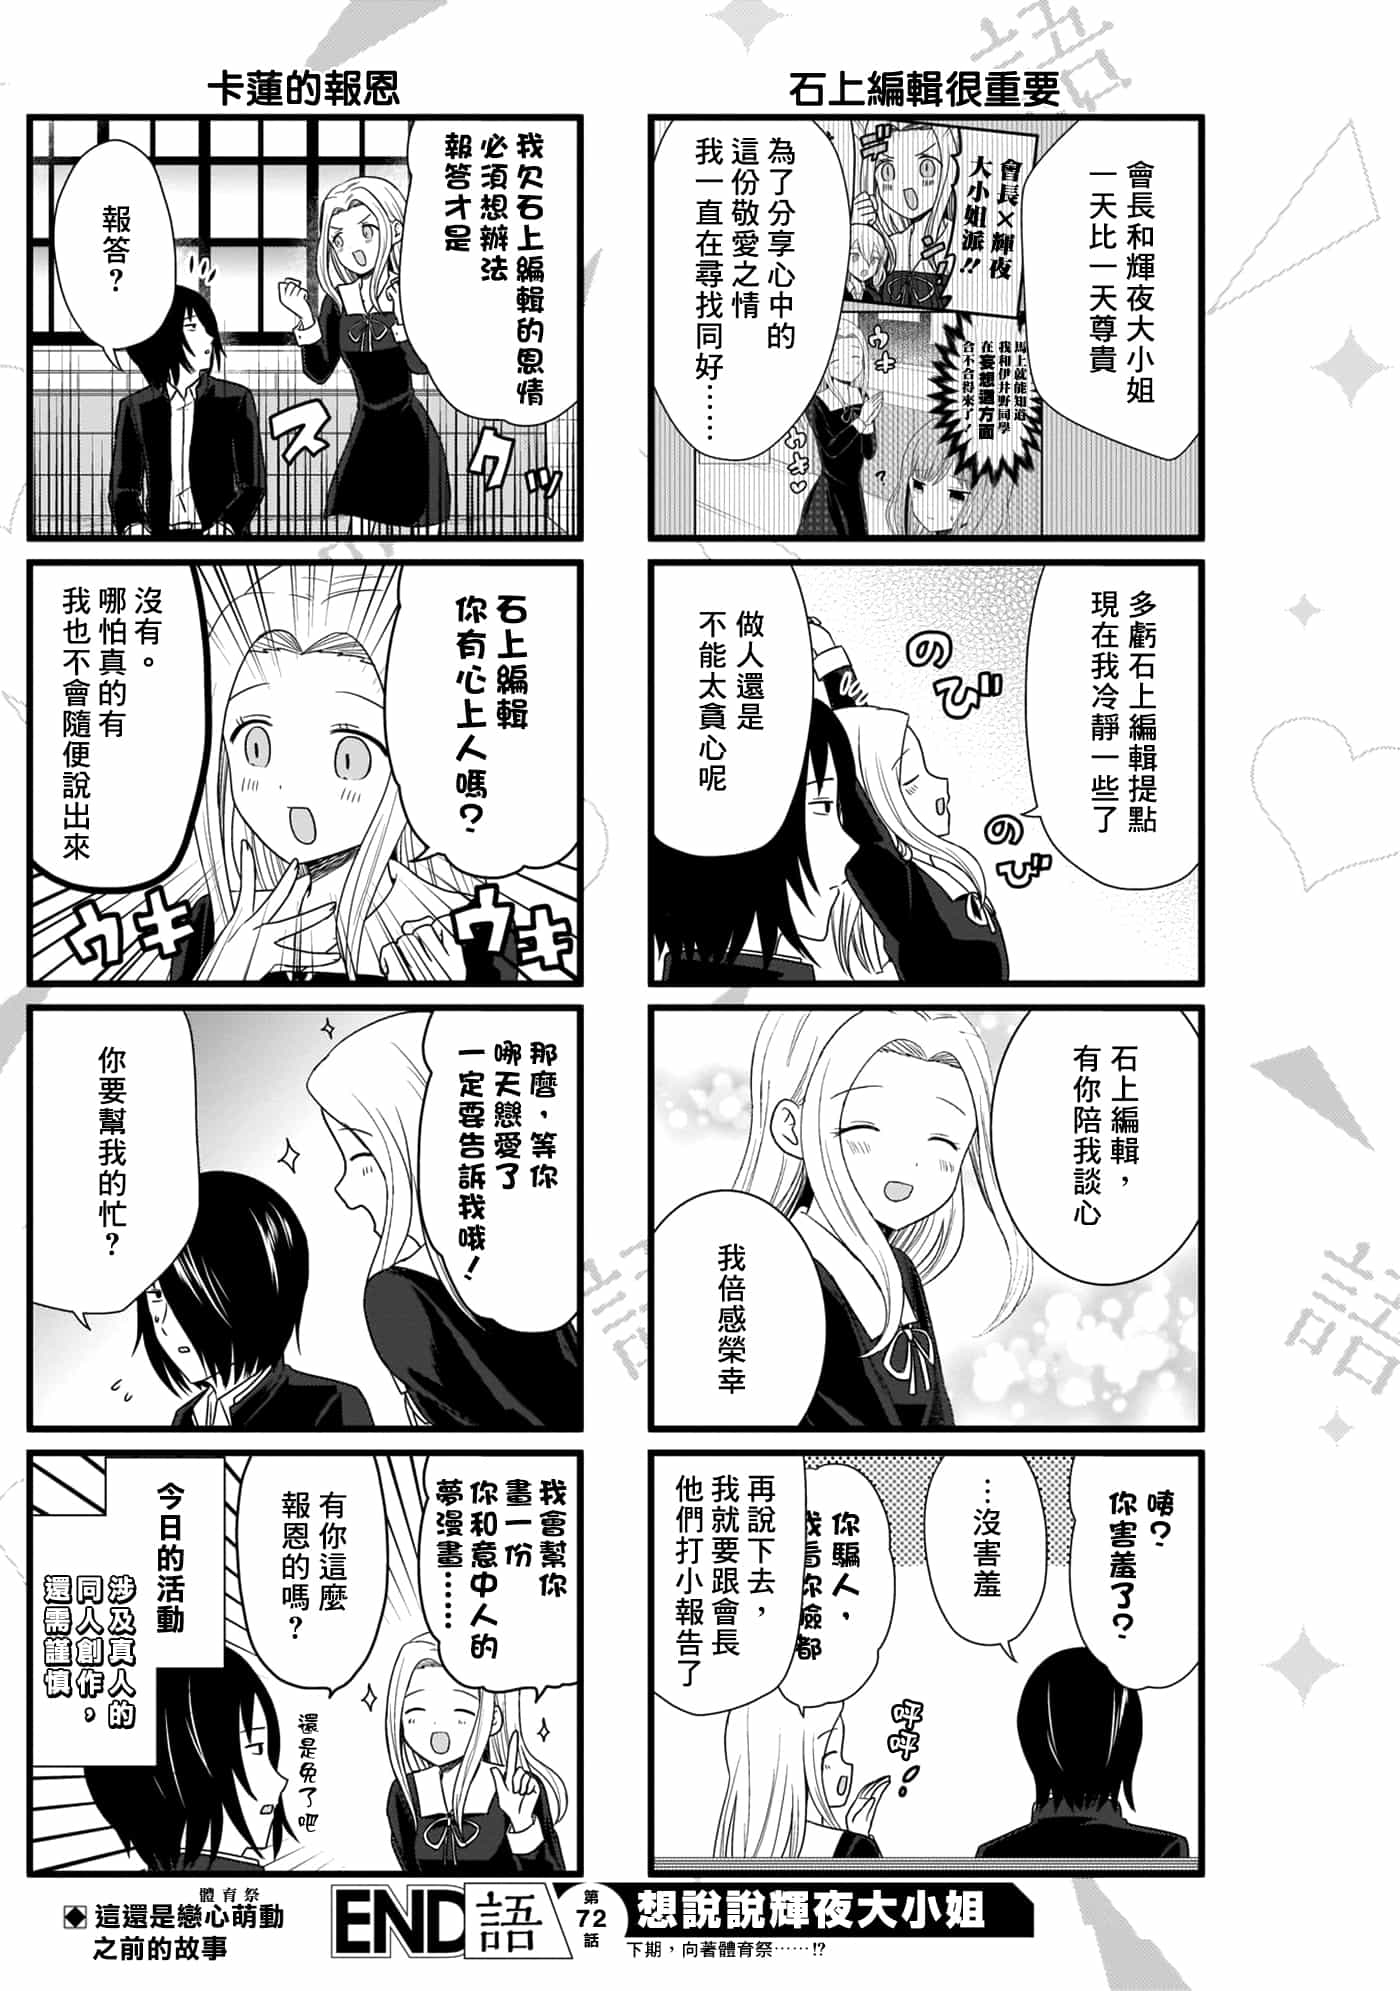 石上編輯很重要
會長和輝夜大小姐
一天比一天尊貴
會長×輝夜
大小姐派!!
馬上就能知道
我和伊井野同學
在妄想這方面
合不合得來了!
為了分享心中的
這份敬愛之情
我一直在尋找同好……
多虧石上編輯提點
現在我冷靜一些了
のび
のび
做人還是
不能太貪心呢
石上編輯，
有你陪我談心
我倍感榮幸
咦?
你害羞了?
…沒害羞
你騙人，
我看你臉都
呼呼!
再說下去，
我就要跟會長
他們打小報告了
卡蓮的報恩
我欠石上編輯的恩情
必須想辦法
報答才是
報答?
スクッ
石上編輯
你有心上人嗎?
ウキ
ウキ
沒有。
哪怕真的有
我也不會隨便說出來
那麼，等你
哪天戀愛了
一定要告訴我哦!
你要幫我的忙?
我會幫你
畫一份
你和意中人的
夢漫畫……
有你這麼
報恩的嗎?
還是免了吧
今日的活動
涉及真人的
同人創作，
還需謹慎
體育祭
這還是戀心萌動
之前的故事
END
語
第
72
話
想說說輝夜大小姐
下期，向著體育祭……!?
語
語
語